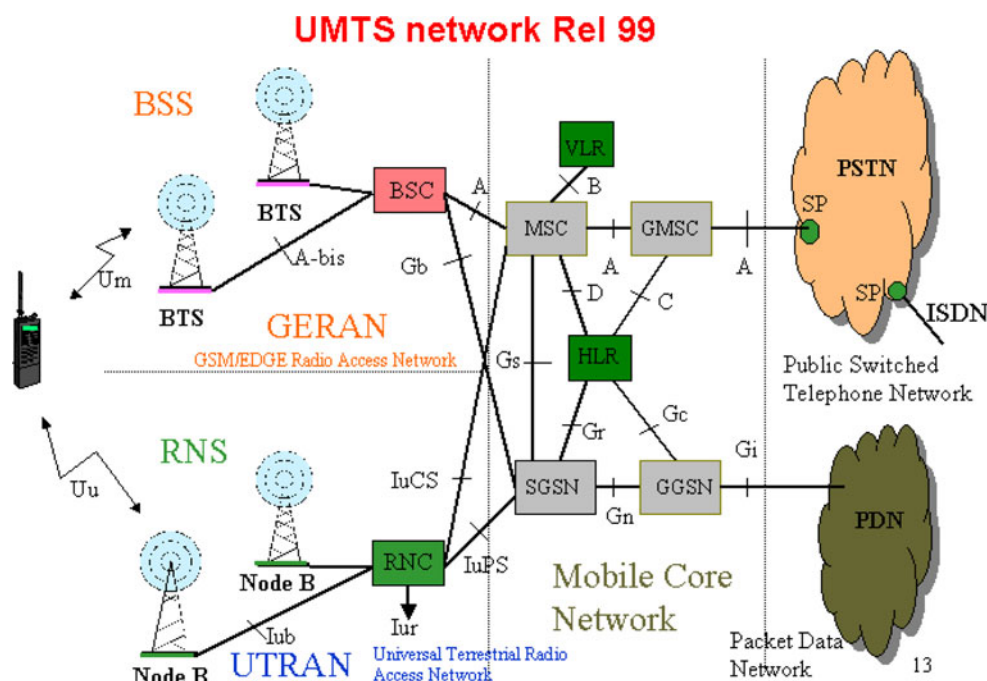 UMTS network Rel 99
BSS
VLR
PSTN
BSC
A
B
SP
BTS
MSC
GMSC
A-bis
Gb
A
A
Um
D
C
SP
BTS
ISDN
GERAN
HLR
GSM/EDGE Radio Access Network
Gs
Public Switched
Telephone Network
Gr
Gc
RNS
Gi
Uu
IuCS
SGSN
GGSN
Gn
PDN
RNC
IuPS
Node B
Mobile Core
Network
Iub
Iur
Packet Data
Network
UTRAN
Universal Terrestrial Radio
Access Network
13
Node B